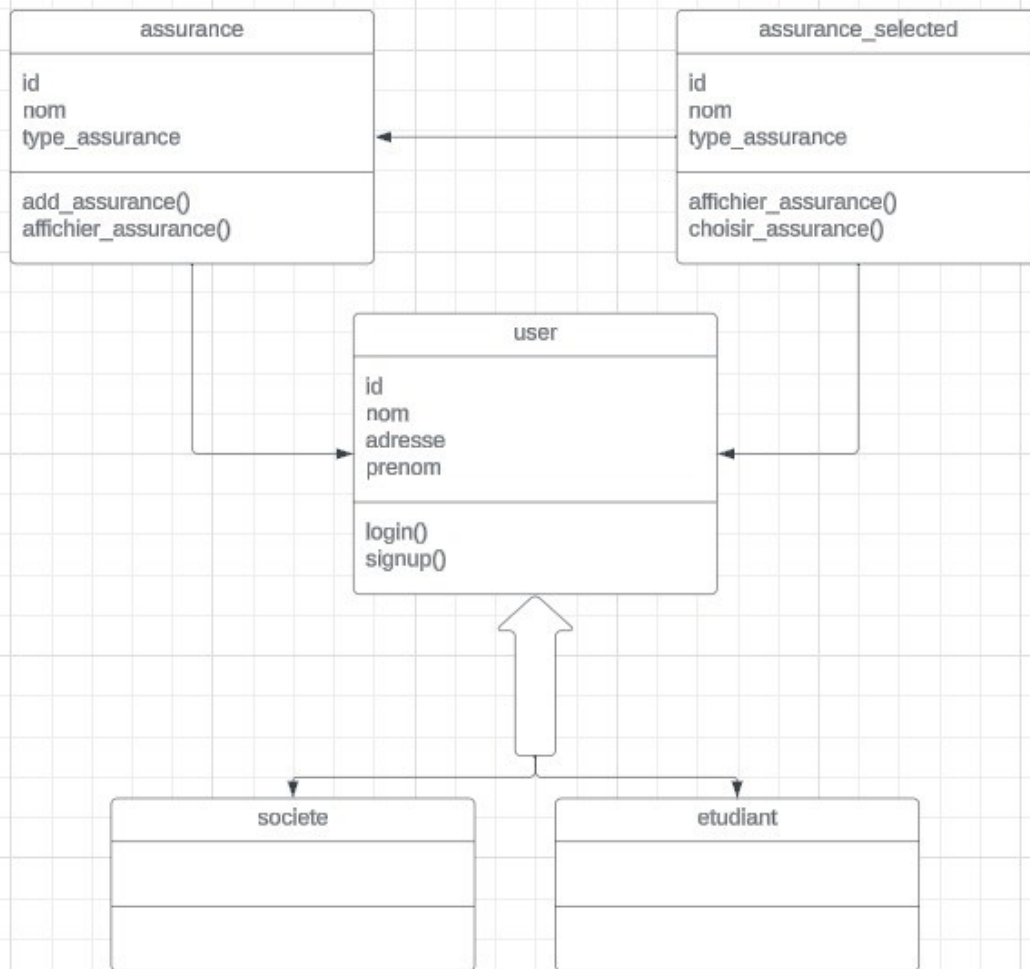 assurance
id
nom
type_assurance
add_assurance()
affichier_assurance()
assurance_selected
id
nom
type_assurance
affichier_assurance()
choisir_assurance()
user
id
nom
adresse
prenom
login()
signup()
societe
etudiant